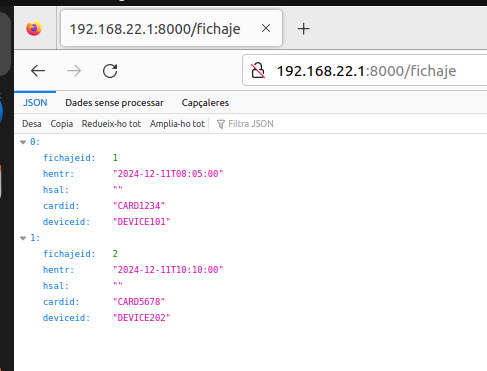 192.168.22.1:8000/fichaje
192.168.22.1:8000/fichaje
JSON Dades sense processar Capçaleres
Desa Copia Redueix-ho tot Amplia-ho tot Filtra JSON
0:
fichajeid: 1
hentr: "2024-12-11T08:05:00"
hsal: ""
cardid: "CARD1234"
deviceid: "DEVICE101"
1:
fichajeid: 2
hentr: "2024-12-11T10:10:00"
hsal: ""
cardid: "CARD5678"
deviceid: "DEVICE202"